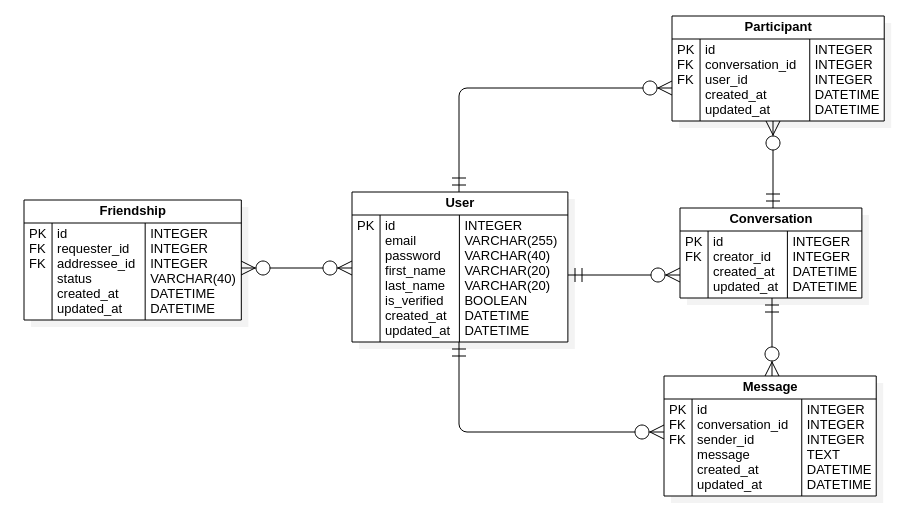 Participant
PK id INTEGER
FK conversation_id INTEGER
FK user_id INTEGER
created_at DATETIME
updated_at DATETIME
Friendship
PK id INTEGER
FK requester_id INTEGER
FK addressee_id INTEGER
status VARCHAR(40)
created_at DATETIME
updated_at DATETIME
User
PK id INTEGER
email VARCHAR(255)
password VARCHAR(40)
first_name VARCHAR(20)
last_name VARCHAR(20)
is_verified BOOLEAN
created_at DATETIME
updated_at DATETIME
Conversation
PK id INTEGER
FK creator_id INTEGER
created_at DATETIME
updated_at DATETIME
Message
PK id INTEGER
FK conversation_id INTEGER
FK sender_id INTEGER
message TEXT
created_at DATETIME
updated_at DATETIME